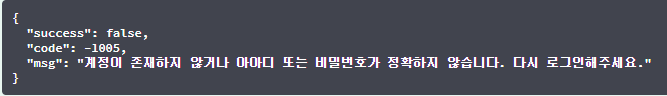 {
"success": false,
"code": -1005,
"msg": "계정이 존재하지 않거나 아아디 또는 비밀번호가 정확하지 않습니다. 다시 로그인해주세요."
}